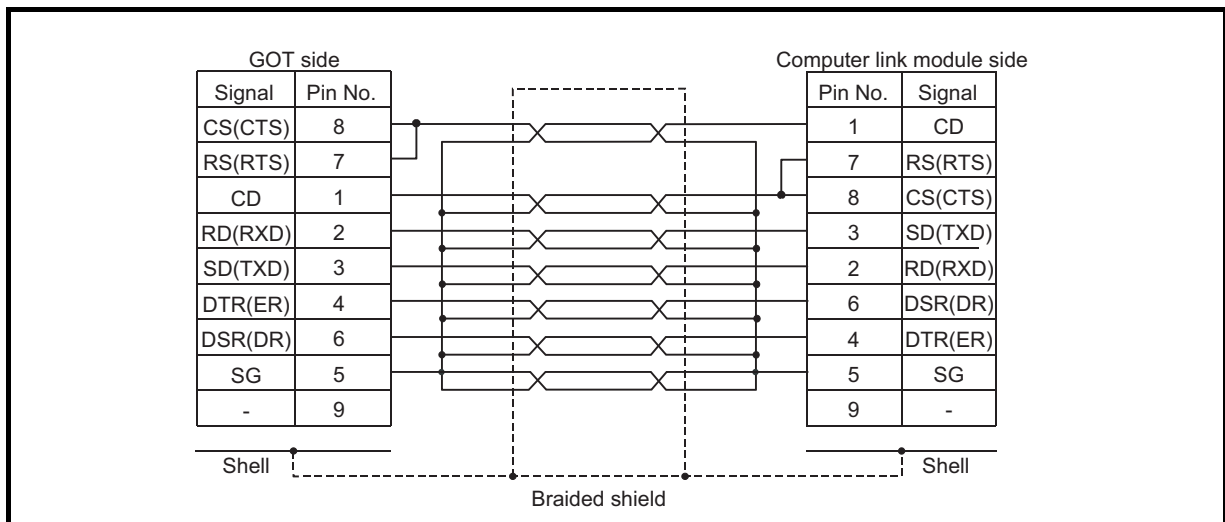 GOT side Computer link module side
Signal Pin No. Pin No. Signal
CS(CTS) 8 1 CD
RS(RTS) 7 7 RS(RTS)
CD 1 8 CS(CTS)
RD(RXD) 2 3 SD(TXD)
SD(TXD) 3 2 RD(RXD)
DTR(ER) 4 6 DSR(DR)
DSR(DR) 6 4 DTR(ER)
SG 5 5 SG
- 9 9 -
Shell Shell
Braided shield